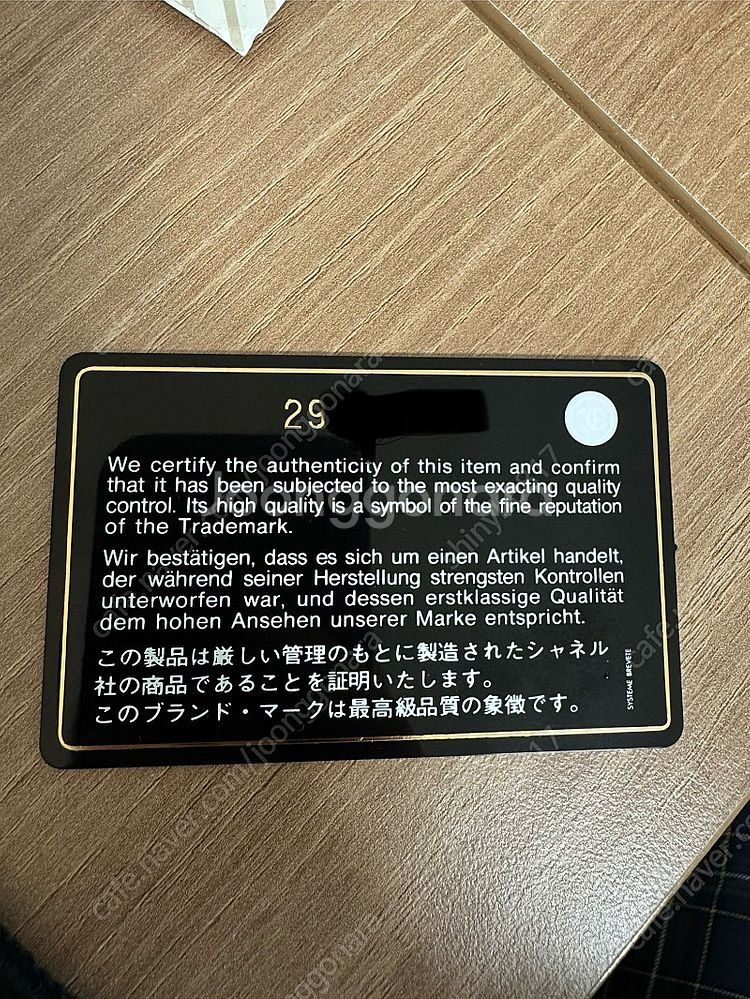 29
We certify the authenticity of this item and confirm
that it has been subjected to the most exacting quality
control. Its high quality is a symbol of the fine reputation
of the Trademark.
Wir bestätigen, dass es sich um einen Artikel handelt,
der während seiner Herstellung strengsten Kontrollen
unterworfen war, und dessen erstklassige Qualität
dem hohen Ansehen unserer Marke entspricht.
この製品は厳しい管理のもとに製造されたシャネル
社の商品であることを証明いたします。
このブランド・マークは最高級品質の象徴です。
SYSTEME BREVETE
Joonggonara
cafe.naver.com/joonggonara